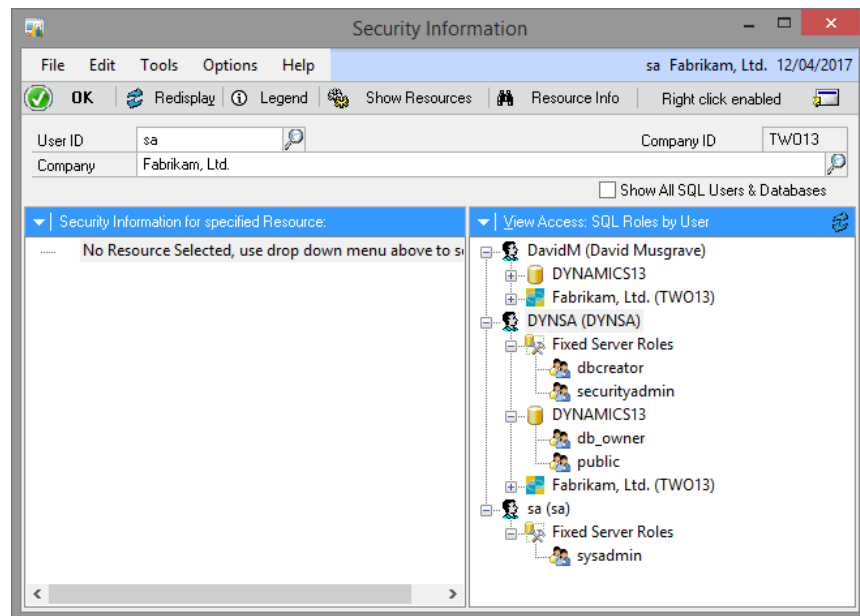 Security Information
File Edit Tools Options Help sa Fabrikam, Ltd. 12/04/2017
OK Redisplay Legend Show Resources Resource Info Right click enabled
User ID sa Company ID TWO13
Company Fabrikam, Ltd.
Show All SQL Users & Databases
Security Information for specified Resource:
No Resource Selected, use drop down menu above to s
View Access: SQL Roles by User
DavidM (David Musgrave)
DYNAMICS13
Fabrikam, Ltd. (TWO13)
DYNSA (DYNSA)
Fixed Server Roles
dbcreator
securityadmin
DYNAMICS13
db_owner
public
Fabrikam, Ltd. (TWO13)
sa (sa)
Fixed Server Roles
sysadmin